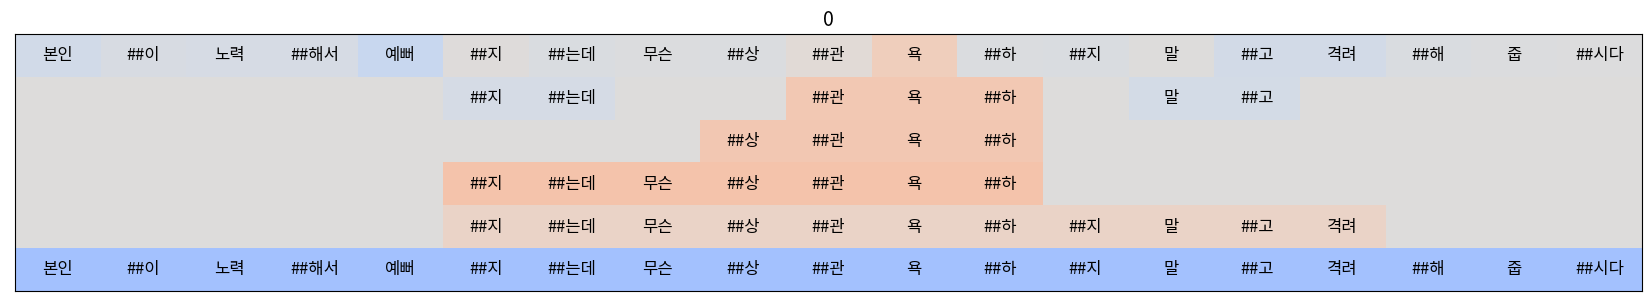 0
본인 ##이 노력 ##해서 예뻐 ##지 ##는데 무슨 ##상 ##관 욕 ##하 ##지 말 ##고 격려 ##해 줍 ##시다
##지 ##는데 ##관 욕 ##하 말 ##고
##상 ##관 욕 ##하
##지 ##는데 무슨 ##상 ##관 욕 ##하
##지 ##는데 무슨 ##상 ##관 욕 ##하 ##지 말 ##고 격려
본인 ##이 노력 ##해서 예뻐 ##지 ##는데 무슨 ##상 ##관 욕 ##하 ##지 말 ##고 격려 ##해 줍 ##시다